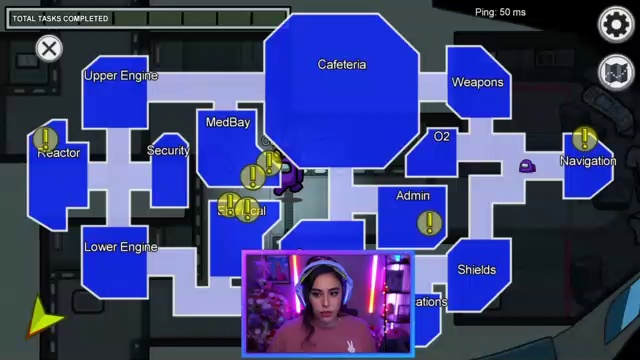 TOTAL TASKS COMPLETED
Ping: 50 ms
Cafeteria
Upper Engine
Weapons
MedBay
O2
Reactor
Security
Navigation
Admin
Lower Engine
Shields